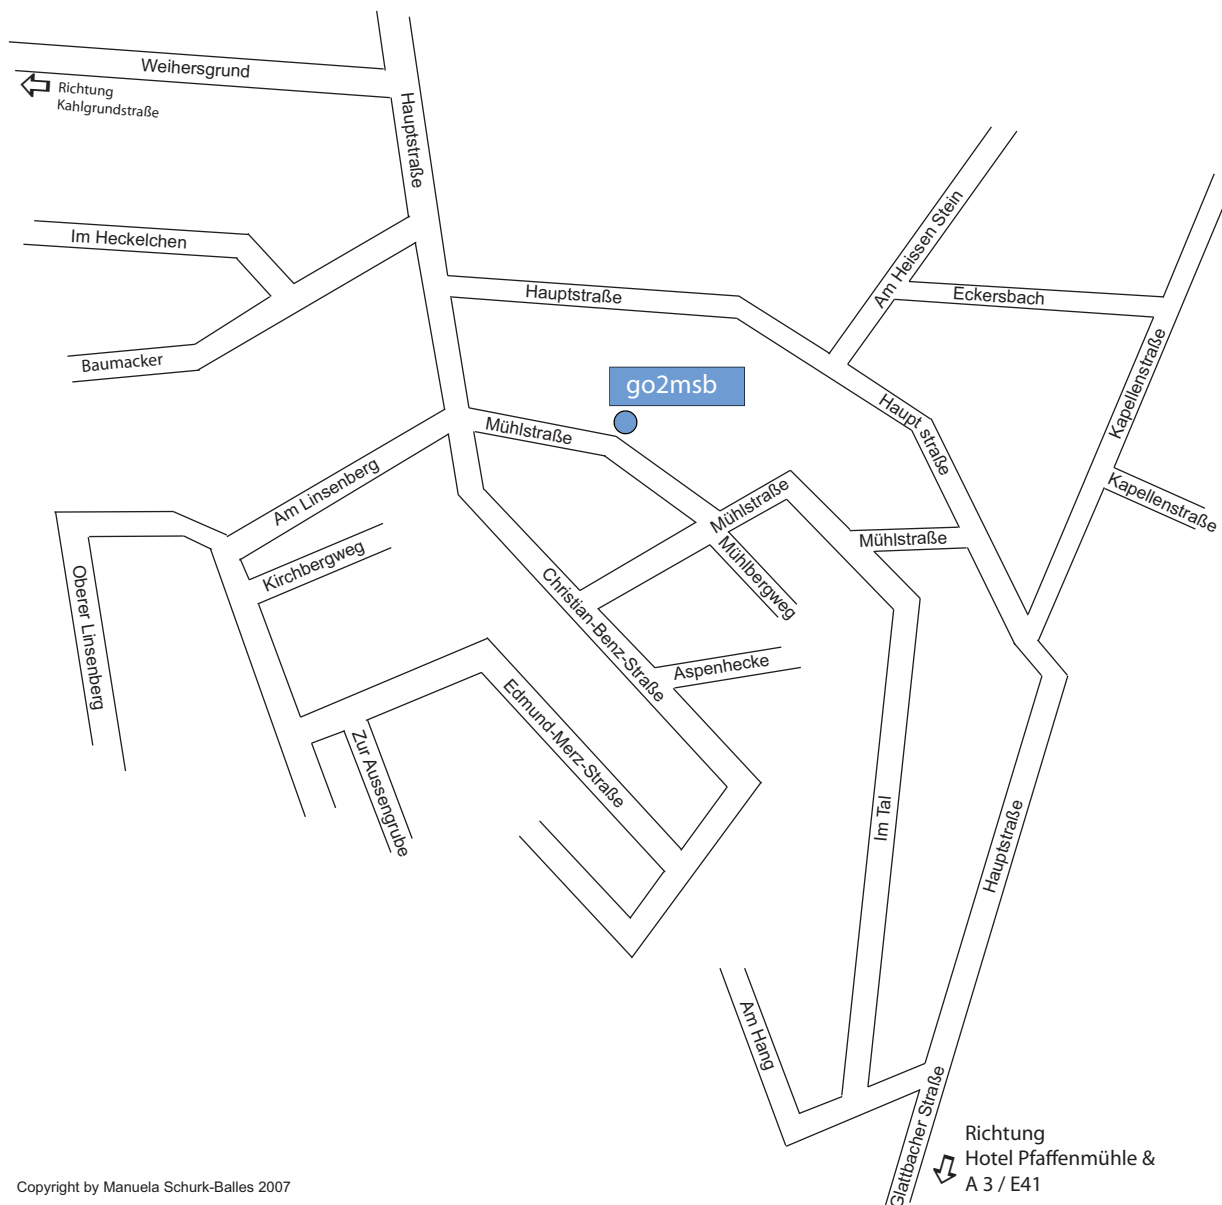 Weihersgrund
Richtung
Kahlgrundstraße
Hauptstraße
Im Heckelchen
Hauptstraße
Am Heissen Stein
Eckersbach
Baumacker
go2msb
Kapellenstraße
Haupt straße
Mühlstraße
Am Linsenberg
Kapellenstraße
Mühlstraße
Mühlstraße
Kirchbergweg
Mühlbergweg
Oberer Linsenberg
Christian-Benz-Straße
Aspenhecke
Edmund-Merz-Straße
Zur Aussengrube
Im Tal
Hauptstraße
Am Hang
Glattbacher Straße
Richtung
Hotel Pfaffenmühle &
A 3 / E41
Copyright by Manuela Schurk-Balles 2007